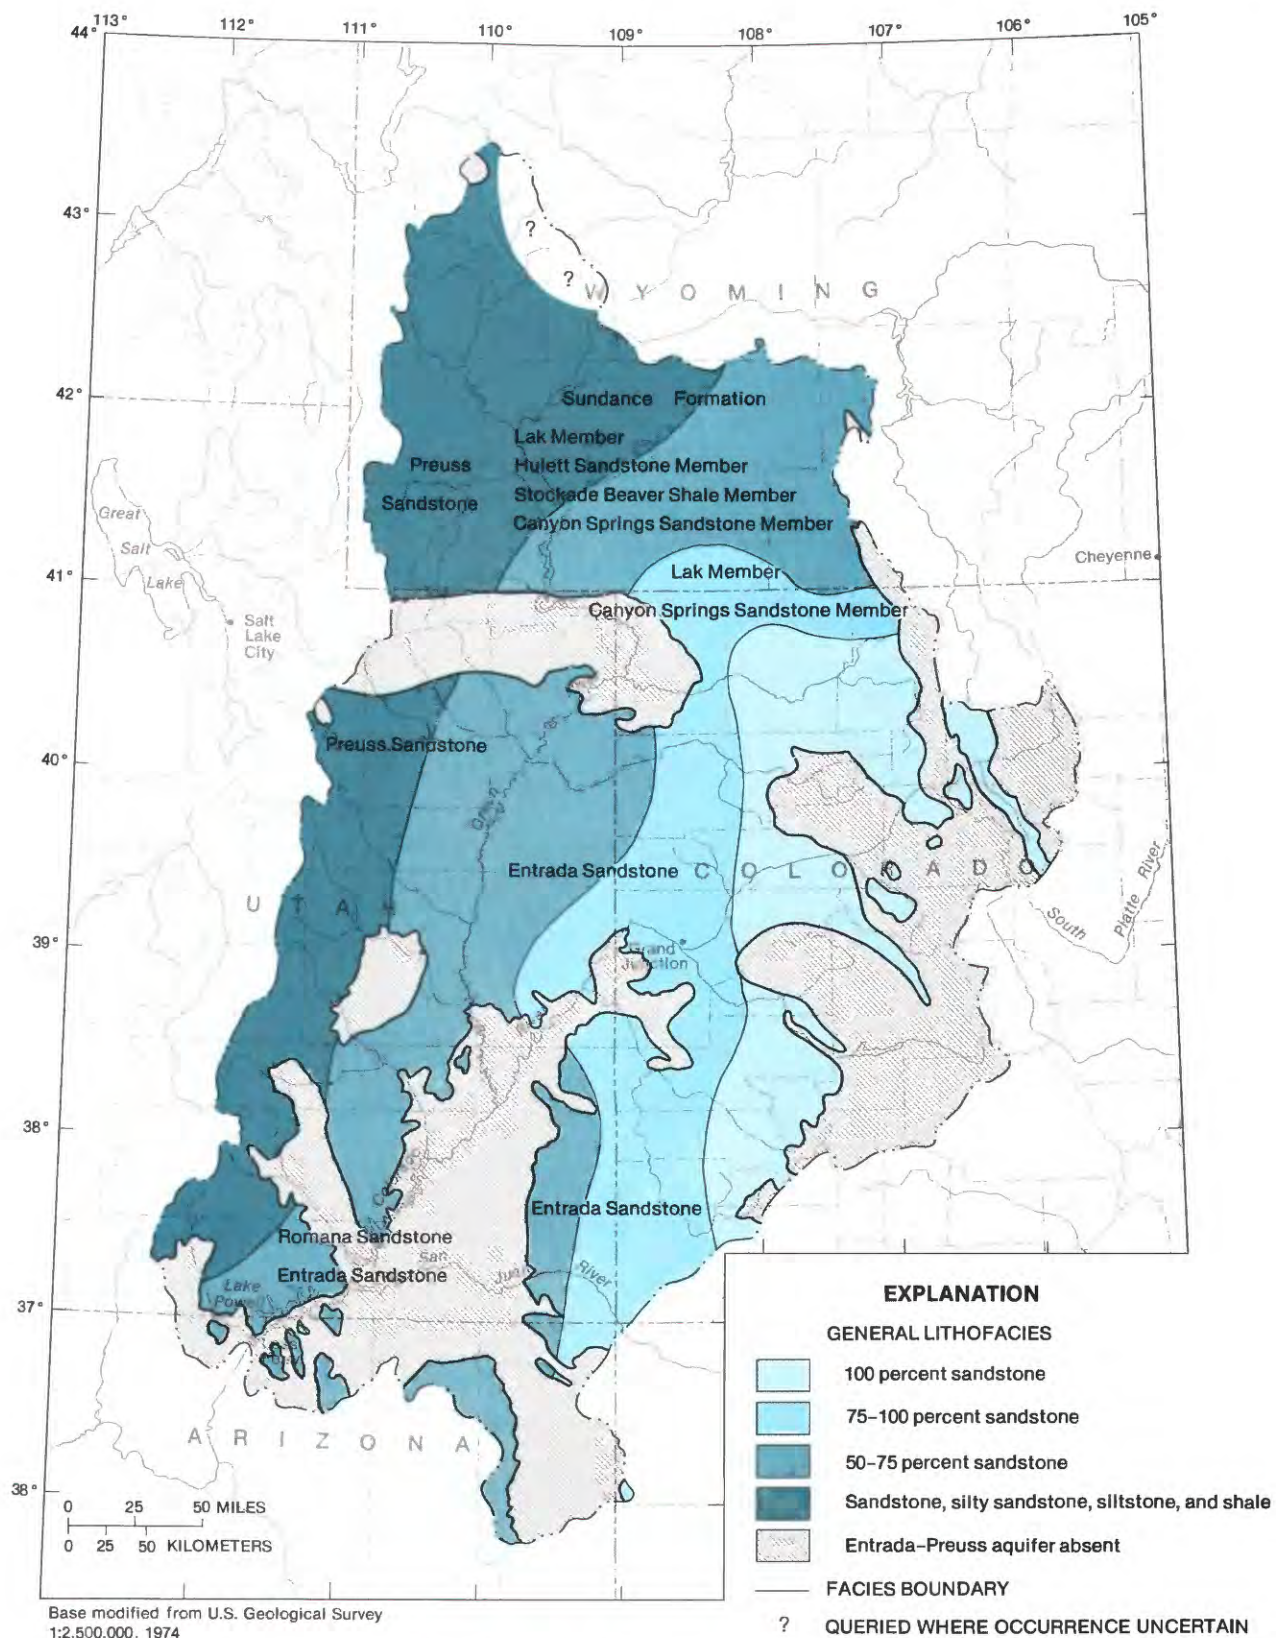 113° 112° 111° 110° 109° 108° 107° 106° 105°
44°
43°
?
?
WYOMING
42°
Sundance Formation
Lak Member
Preuss Hulett Sandstone Member
Sandstone Stockade Beaver Shale Member
Canyon Springs Sandstone Member
Great
Salt
Lake
Cheyenne
41°
Lak Member
Canyon Springs Sandstone Member
Salt
Lake
City
Preuss Sandstone
40°
Green
Entrada Sandstone
COLORADO
UTAH
South Platte River
39°
Grand
Junction
38°
Entrada Sandstone
Romana Sandstone
San
Entrada Sandstone
Juan River
Lake
Powell
37°
ARIZONA
38°
0 25 50 MILES
0 25 50 KILOMETERS
Base modified from U.S. Geological Survey
1:2,500,000, 1974
EXPLANATION
GENERAL LITHOFACIES
100 percent sandstone
75–100 percent sandstone
50-75 percent sandstone
Sandstone, silty sandstone, siltstone, and shale
Entrada–Preuss aquifer absent
FACIES BOUNDARY
? QUERIED WHERE OCCURRENCE UNCERTAIN